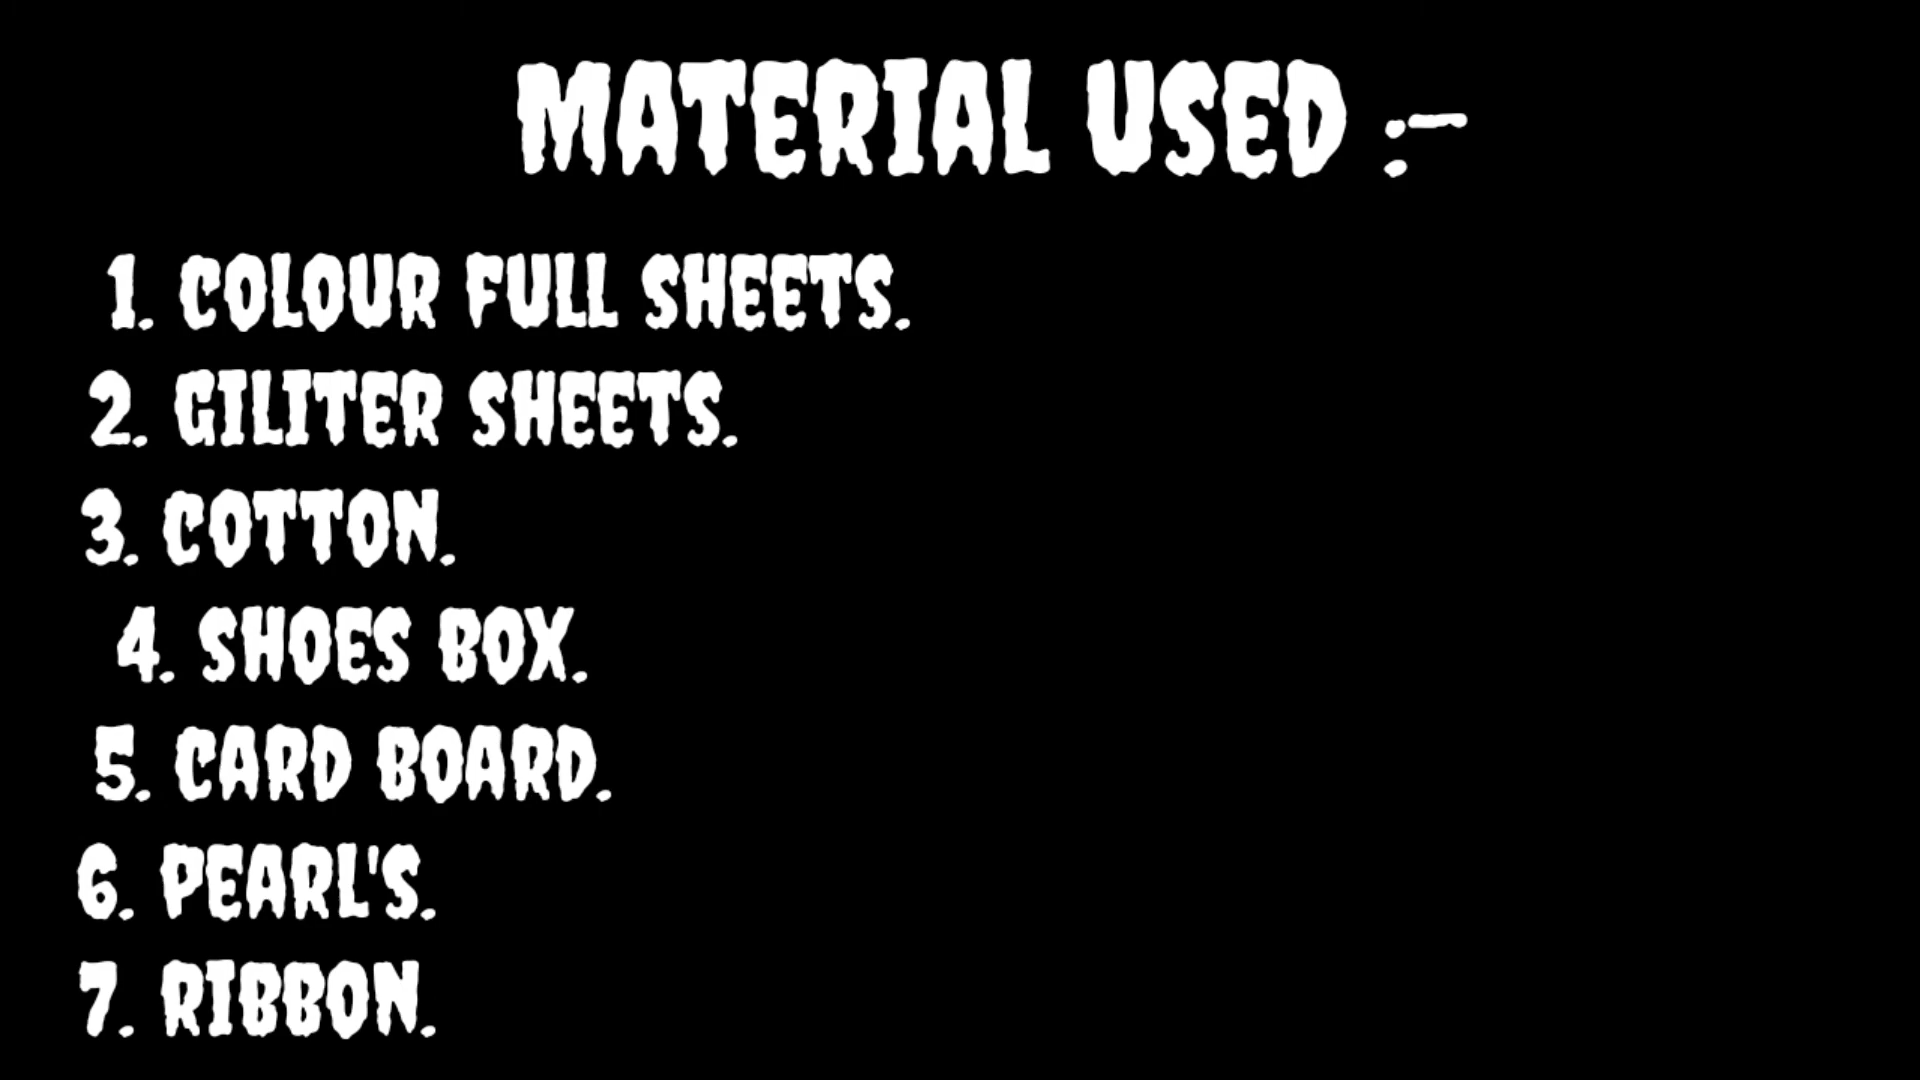 MATERIAL USED :-
1. COLOUR FULL SHEETS.
2. GILITER SHEETS.
3. COTTON.
4. SHOES BOX.
5. CARD BOARD.
6. PEARL'S.
7. RIBBON.